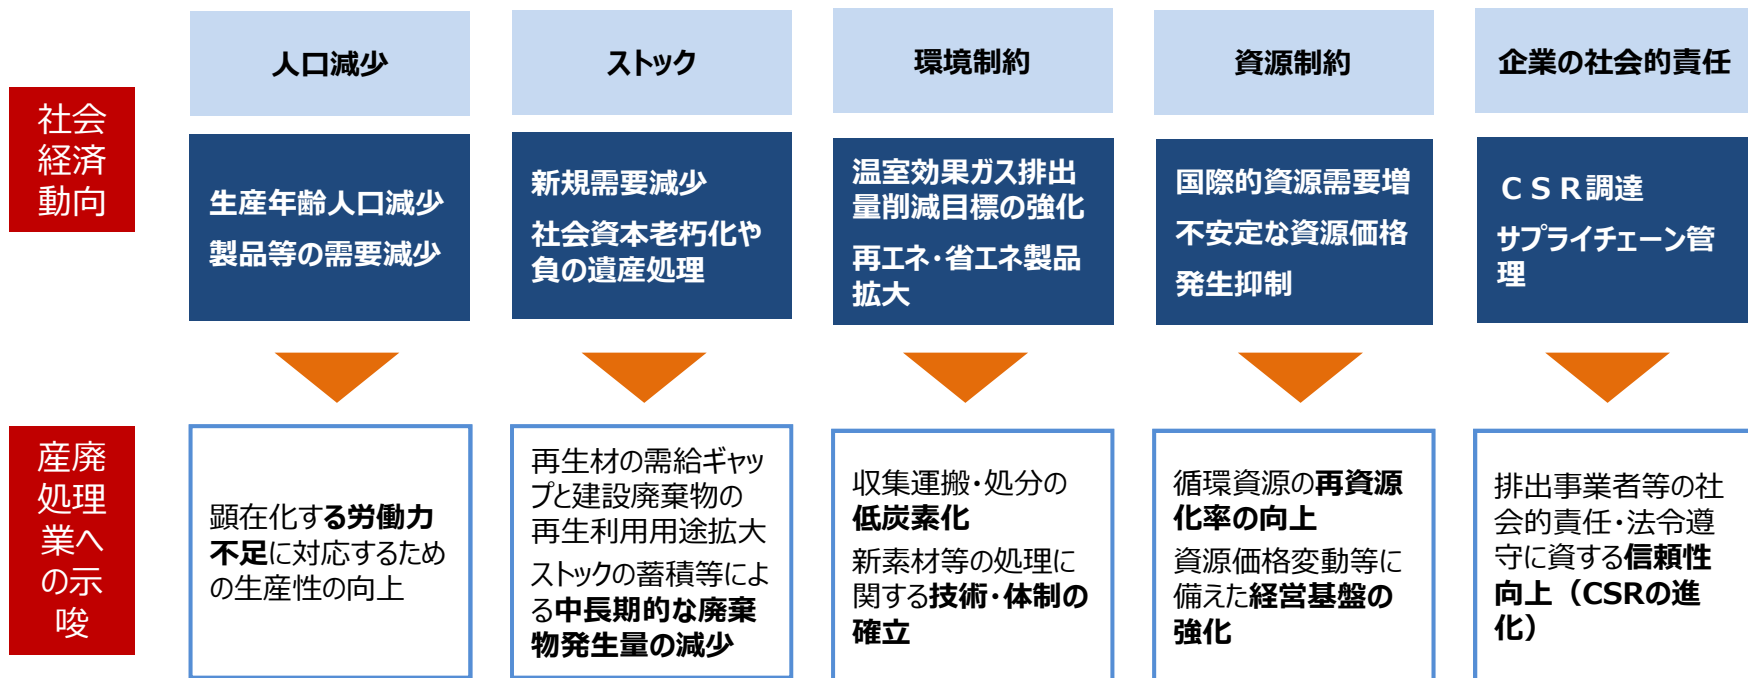 人口減少
ストック
環境制約
資源制約
企業の社会的責任
社会
経済
動向
生産年齢人口減少
製品等の需要減少
新規需要減少
社会資本老朽化や
負の遺産処理
温室効果ガス排出
量削減目標の強化
再エネ・省エネ製品
拡大
国際的資源需要増
不安定な資源価格
発生抑制
ＣＳＲ調達
サプライチェーン管
理
産廃
処理
業へ
の示
唆
顕在化する労働力
不足に対応するため
の生産性の向上
再生材の需給ギャッ
プと建設廃棄物の
再生利用用途拡大
ストックの蓄積等によ
る中長期的な廃棄
物発生量の減少
収集運搬・処分の
低炭素化
新素材等の処理に
関する技術・体制の
確立
循環資源の再資源
化率の向上
資源価格変動等に
備えた経営基盤の
強化
排出事業者等の社
会的責任・法令遵
守に資する信頼性
向上（CSRの進
化）